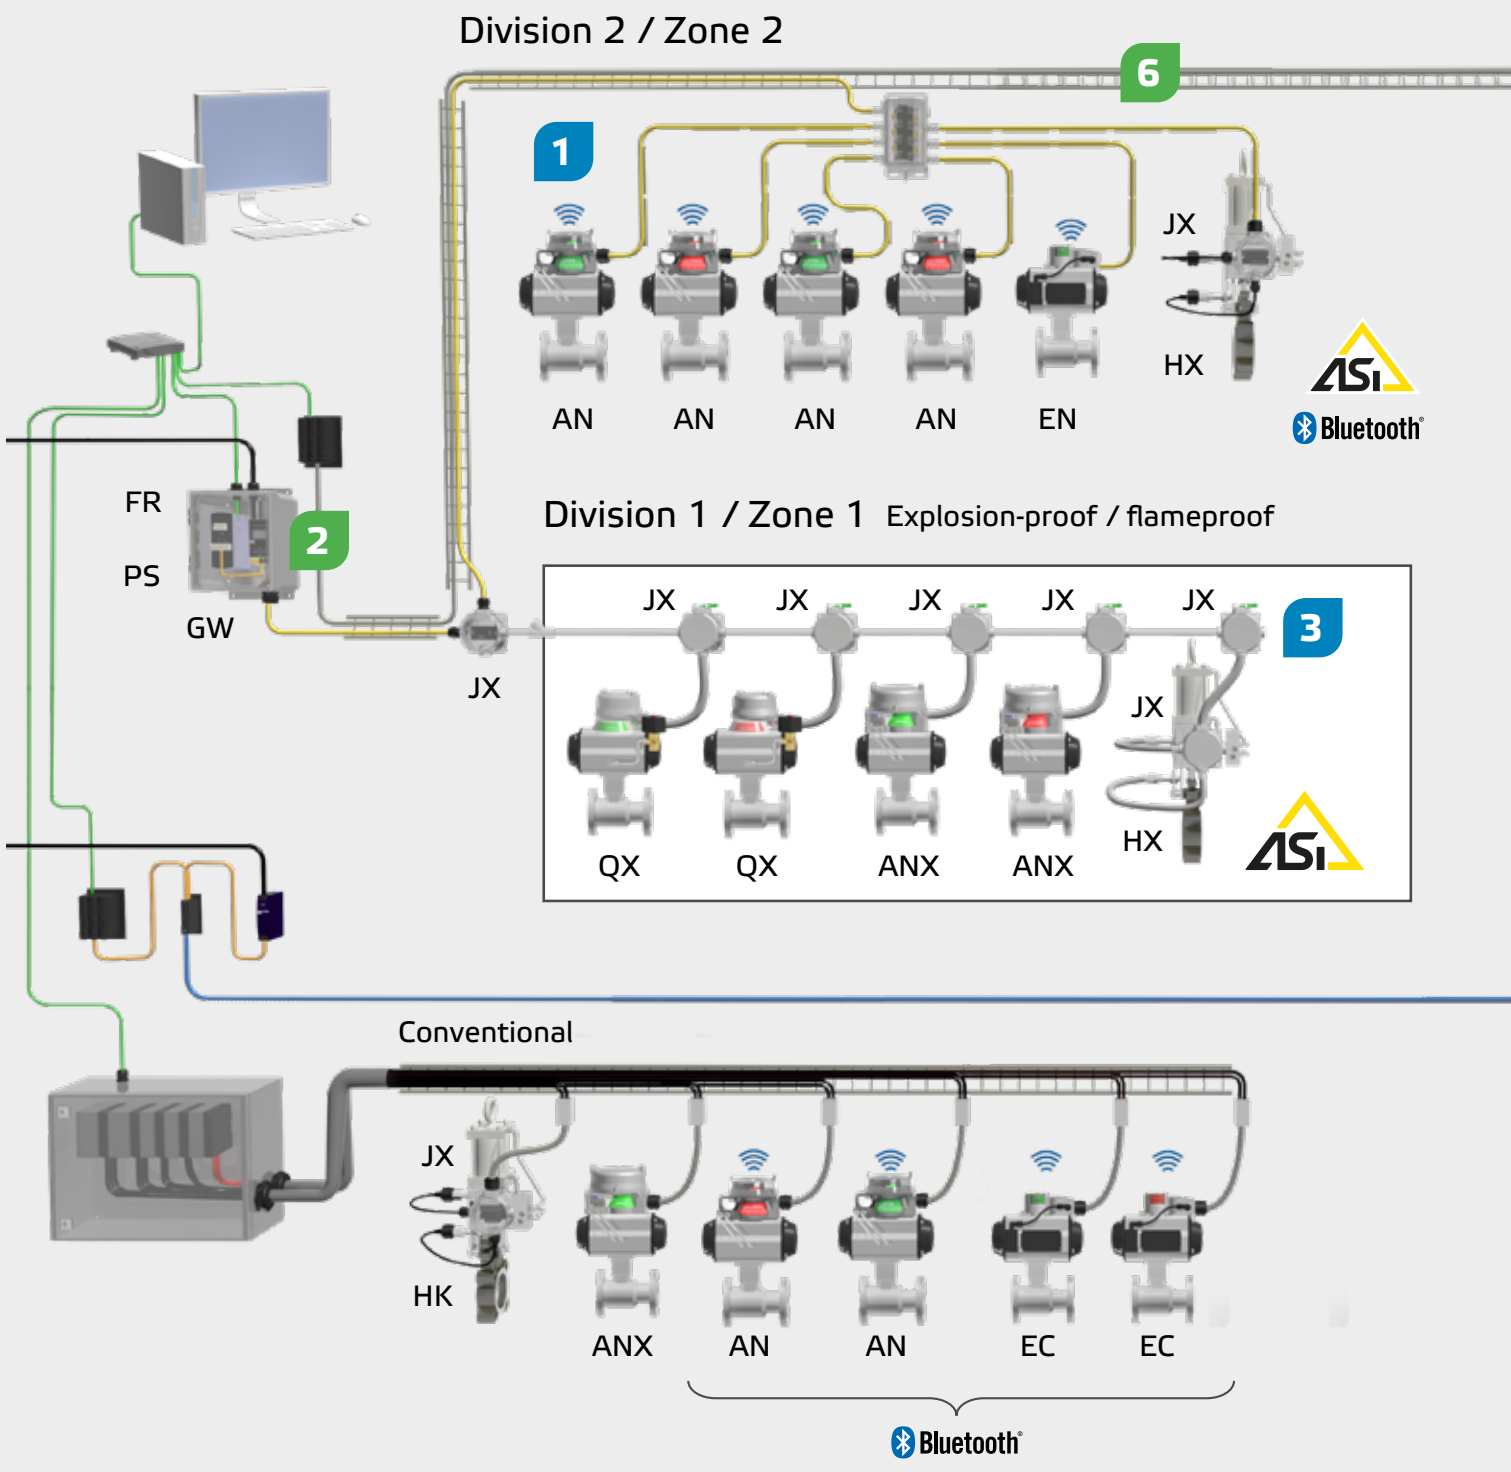 Division 2 / Zone 2
6
1
JX
HX
ASi
Bluetooth®
AN
AN
AN
AN
EN
FR
2
PS
GW
JX
Division 1 / Zone 1 Explosion-proof / flameproof
JX
JX
JX
JX
JX
3
JX
HX
ASi
QX
QX
ANX
ANX
Conventional
JX
HK
ANX
AN
AN
EC
EC
Bluetooth®